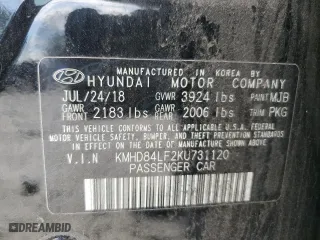 MANUFACTURED IN KOREA BY
HYUNDAI MOTOR COMPANY
JUL/24/18 GVWR 3924 lbs PAINT MJB
GAWR FRONT 2183 lbs GAWR REAR 2006 lbs TRIM PKG
THIS VEHICLE CONFORMS TO ALL APPLICABLE
U.S. FEDERAL MOTOR VEHICLE SAFETY, BUMPER,
AND THEFT PREVENTION STANDARDS IN EFFECT ON
THE DATE OF MANUFACTURE SHOWN ABOVE.
V.I.N KMHD84LF2KU731120
PASSENGER CAR